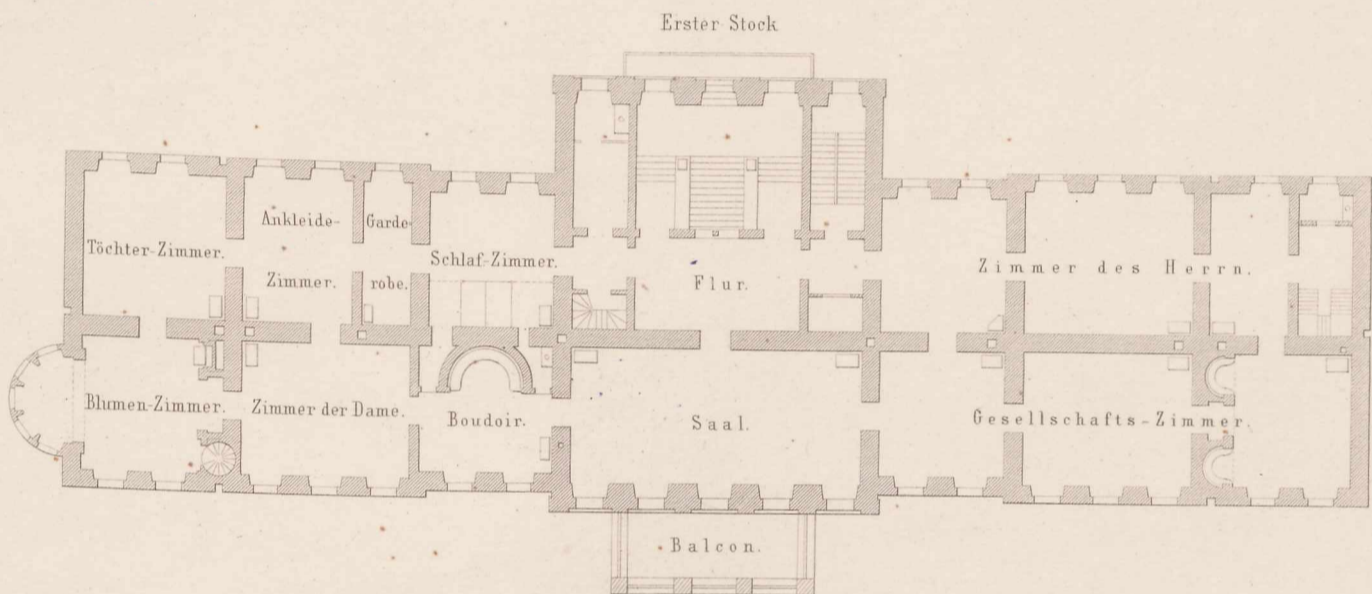 Erster Stock
Ankleide-
Garde-
Töchter-Zimmer.
Schlaf-Zimmer.
Zimmer des Herrn.
Zimmer.
robe.
Flur.
Blumen-Zimmer.
Zimmer der Dame.
Boudoir.
Saal.
Gesellschafts-Zimmer.
Balcon.